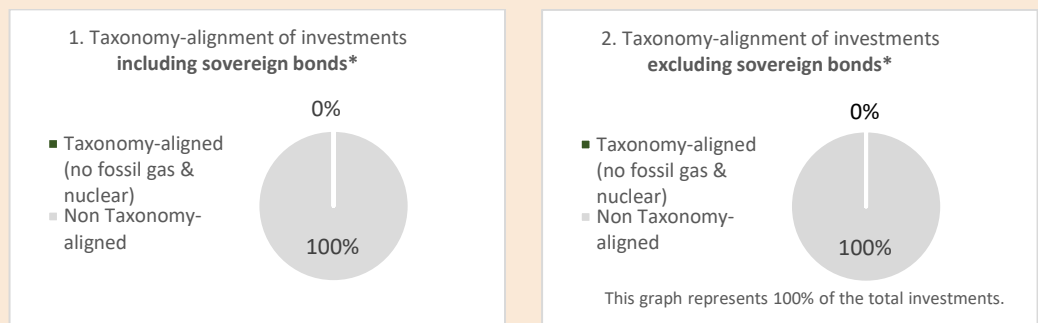 1. Taxonomy-alignment of investments
including sovereign bonds*
0%
Taxonomy-aligned
(no fossil gas &
nuclear)
Non Taxonomy-
aligned
100%
2. Taxonomy-alignment of investments
excluding sovereign bonds*
0%
Taxonomy-aligned
(no fossil gas &
nuclear)
Non Taxonomy-
aligned
100%
This graph represents 100% of the total investments.